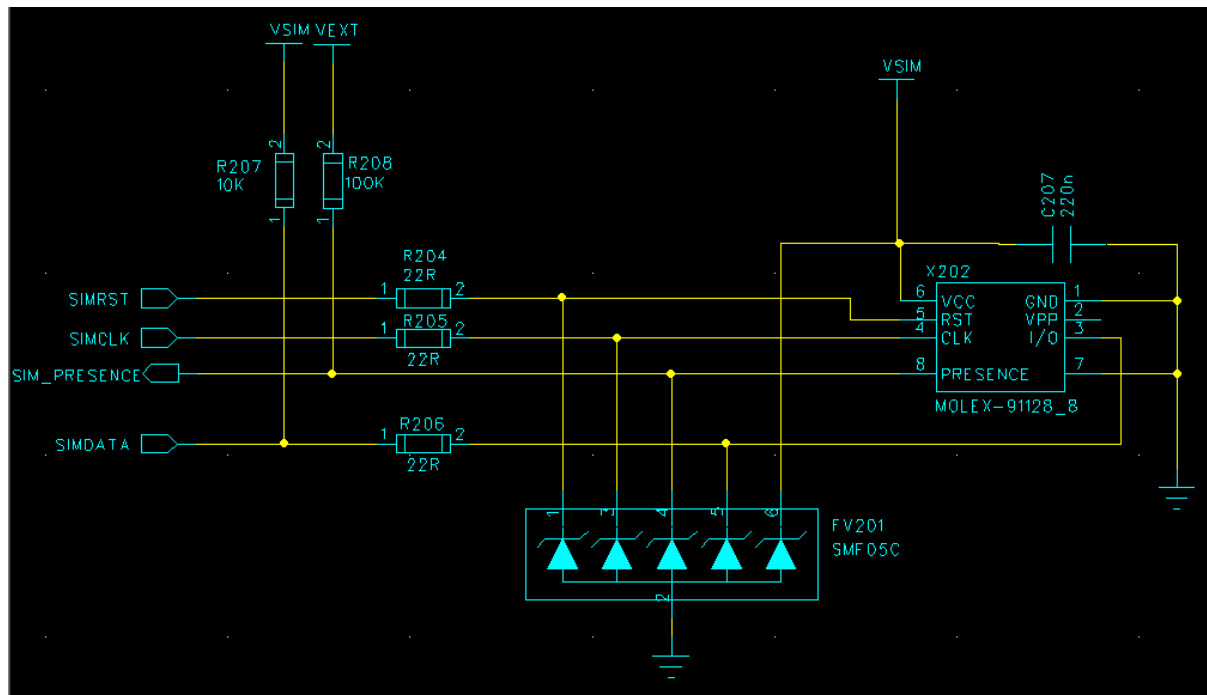 VSIM VEXT
VSIM
R207
10K
2
2
R208
100K
1
1
C207
220n
R204
22R
X202
SIMRST
1
2
6
VCC
GND
1
5
RST
VPP
2
R205
SIMCLK
1
2
4
CLK
I/O
3
22R
SIM_PRESENCE
8
PRESENCE
7
MOLEX-91128_B
R206
SIMDATA
1
2
22R
1
3
4
5
6
FV201
SMF05C
2